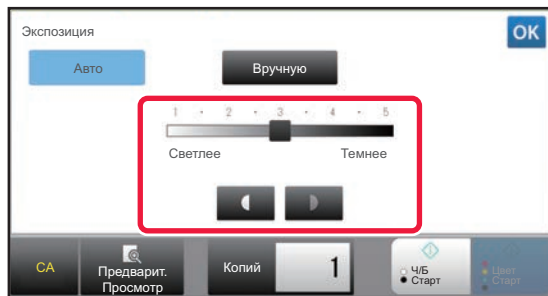 Экспозиция
OK
Авто
Вручную
1 · 2 · 3 · 4 · 5
Светлее
Темнее
CA
Предварит.
Просмотр
Копий
1
Ч/Б
Старт
Цвет
Старт